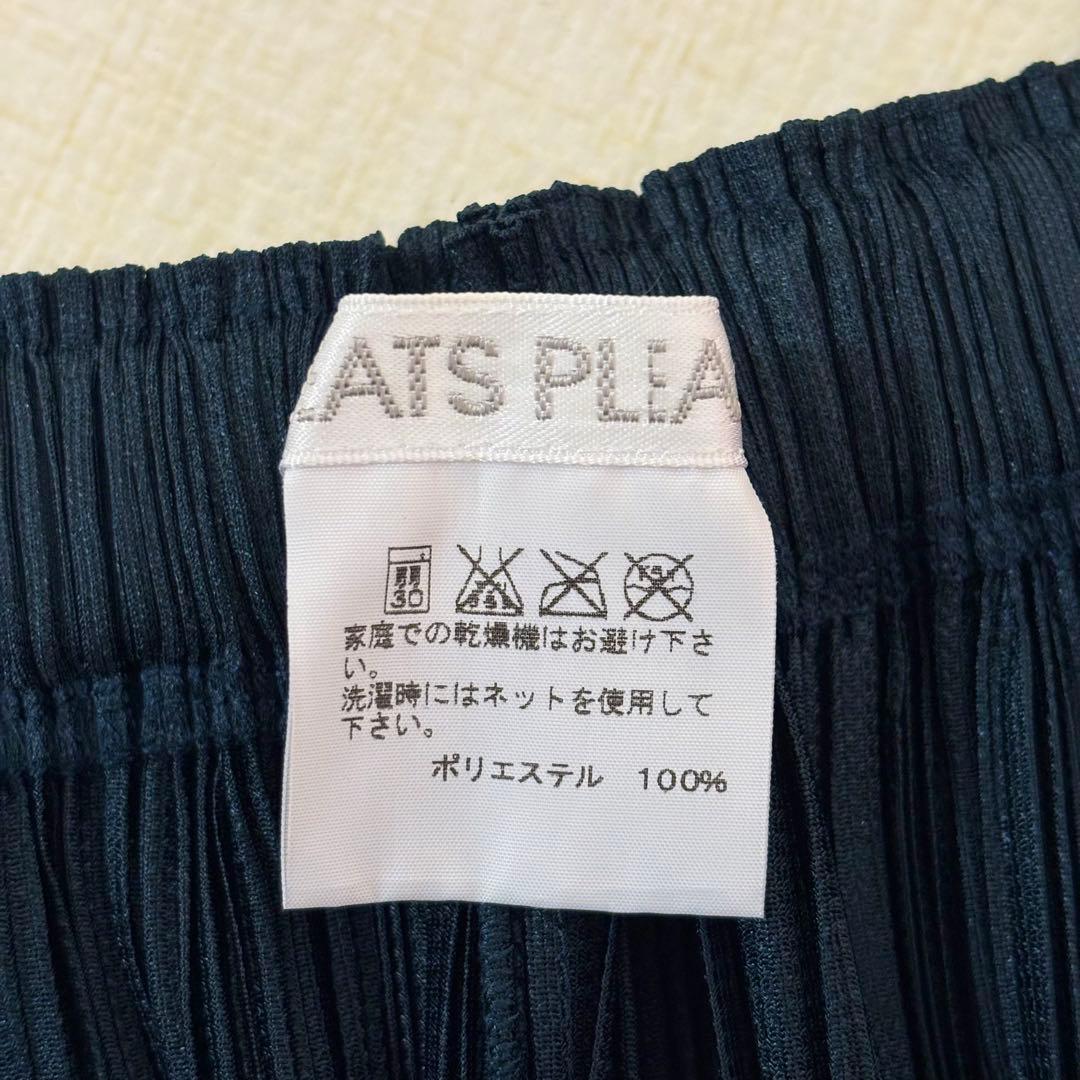 EATS PLEA
弱
30
家庭での乾燥機はお避け下さ
い。
洗濯時にはネットを使用して
下さい。
ポリエステル 100%